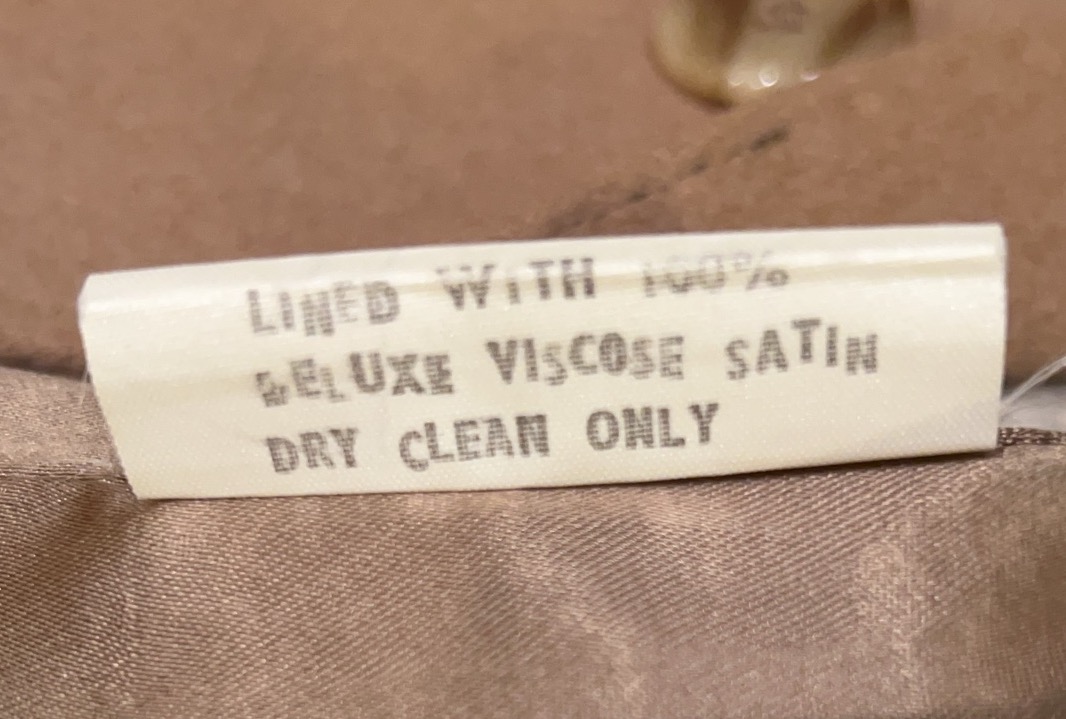 LINED WITH 100%
DELUXE VISCOSE SATIN
DRY CLEAN ONLY